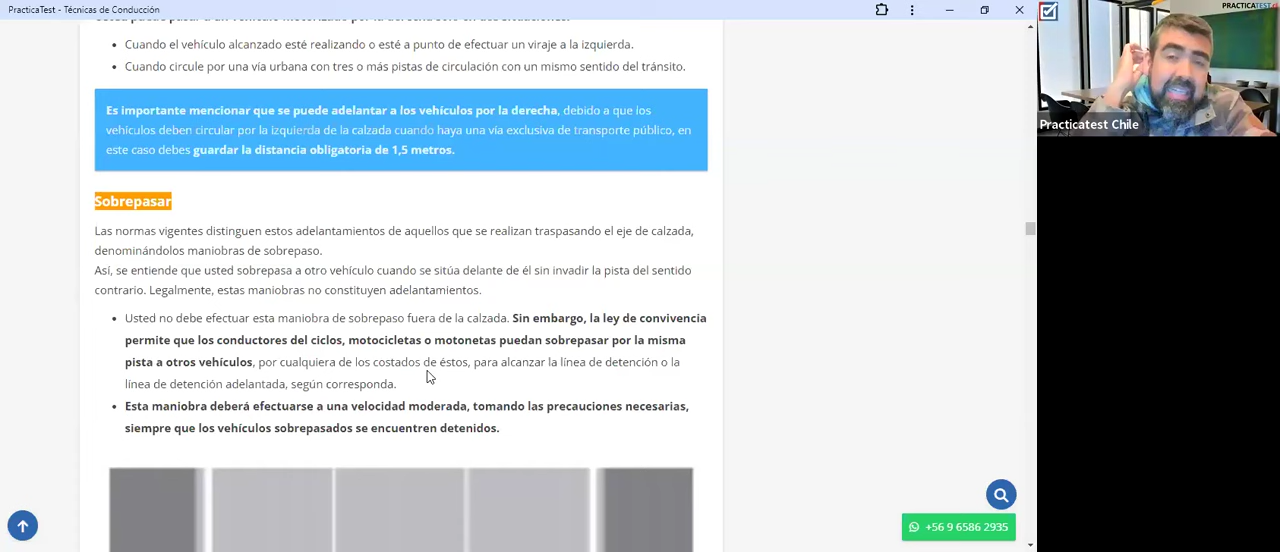 PracticaTest - Técnicas de Conducción
PRACTICATEST
Cuando el vehículo alcanzado esté realizando o esté a punto de efectuar un viraje a la izquierda.
Cuando circule por una vía urbana con tres o más pistas de circulación con un mismo sentido del tránsito.
Es importante mencionar que se puede adelantar a los vehículos por la derecha, debido a que los
vehículos deben circular por la izquierda de la calzada cuando haya una vía exclusiva de transporte público, en
este caso debes guardar la distancia obligatoria de 1,5 metros.
Practicatest Chile
Sobrepasar
Las normas vigentes distinguen estos adelantamientos de aquellos que se realizan traspasando el eje de calzada,
denominándolos maniobras de sobrepaso.
Así, se entiende que usted sobrepasa a otro vehículo cuando se sitúa delante de él sin invadir la pista del sentido
contrario. Legalmente, estas maniobras no constituyen adelantamientos.
Usted no debe efectuar esta maniobra de sobrepaso fuera de la calzada. Sin embargo, la ley de convivencia
permite que los conductores del ciclos, motocicletas o motonetas puedan sobrepasar por la misma
pista a otros vehículos, por cualquiera de los costados de éstos, para alcanzar la línea de detención o la
línea de detención adelantada, según corresponda.
Esta maniobra deberá efectuarse a una velocidad moderada, tomando las precauciones necesarias,
siempre que los vehículos sobrepasados se encuentren detenidos.
+56 9 6586 2935